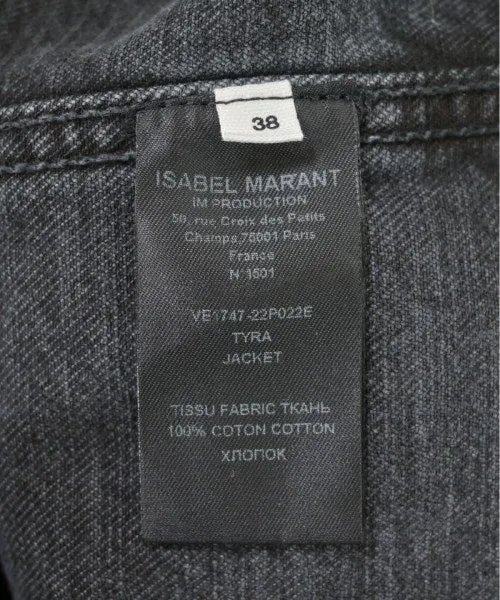 38
ISABEL MARANT
IM PRODUCTION
50, rue Croix des Petits
Champs 75001 Paris
France
N°1501
VE1747-22P022E
TYRA
JACKET
TISSU FABRIC ТКАНЬ
100% COTON COTTON
ХЛОПОК